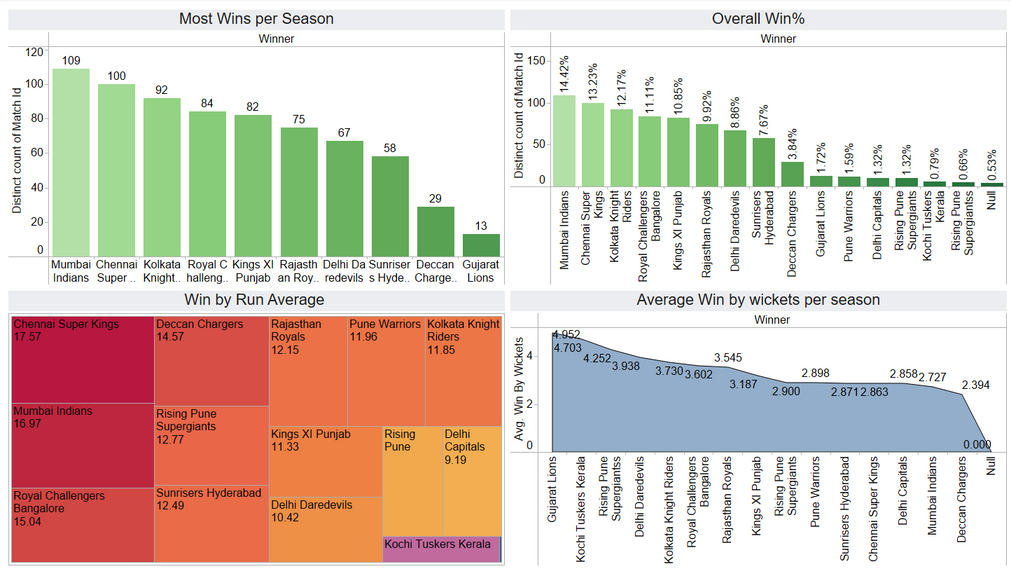 Most Wins per Season
Winner
Distinct count of Match Id
120
100
80
60
40
20
0
109
100
92
84
82
75
67
58
29
13
Mumbai
Indians
Chennai
Super ..
Kolkata
Knight..
Royal C
halleng..
Kings XI
Punjab
Rajasth
an Roy..
Delhi Da
redevils
Sunriser
s Hyde..
Deccan
Charge..
Gujarat
Lions
Overall Win%
Winner
Distinct count of Match Id
150
100
50
0
14.42%
13.23%
12.17%
11.11%
10.85%
9.92%
8.86%
7.67%
3.84%
1.72%
1.59%
1.32%
1.32%
0.79%
0.66%
0.53%
Mumbai Indians
Chennai Super
Kings
Kolkata Knight
Riders
Royal Challengers
Bangalore
Kings XI Punjab
Rajasthan Royals
Delhi Daredevils
Sunrisers
Hyderabad
Deccan Chargers
Gujarat Lions
Pune Warriors
Delhi Capitals
Rising Pune
Supergiants
Kochi Tuskers
Kerala
Rising Pune
Supergiantss
Null
Win by Run Average
Chennai Super Kings
17.57
Mumbai Indians
16.97
Royal Challengers
Bangalore
15.04
Deccan Chargers
14.57
Rising Pune
Supergiants
12.77
Sunrisers Hyderabad
12.49
Rajasthan
Royals
12.15
Pune Warriors
11.96
Kolkata Knight
Riders
11.85
Kings XI Punjab
11.33
Delhi Daredevils
10.42
Rising
Pune
Delhi
Capitals
9.19
Kochi Tuskers Kerala
Average Win by wickets per season
Winner
Avg. Win By Wickets
4
2
0
4.952
4.703
4.252
3.938
3.730
3.602
3.545
3.187
2.900
2.898
2.871
2.863
2.858
2.727
2.394
0.000
Gujarat Lions
Kochi Tuskers Kerala
Rising Pune
Supergiantss
Delhi Daredevils
Kolkata Knight Riders
Royal Challengers
Bangalore
Rajasthan Royals
Kings XI Punjab
Rising Pune
Supergiants
Pune Warriors
Sunrisers Hyderabad
Chennai Super Kings
Delhi Capitals
Mumbai Indians
Deccan Chargers
Null